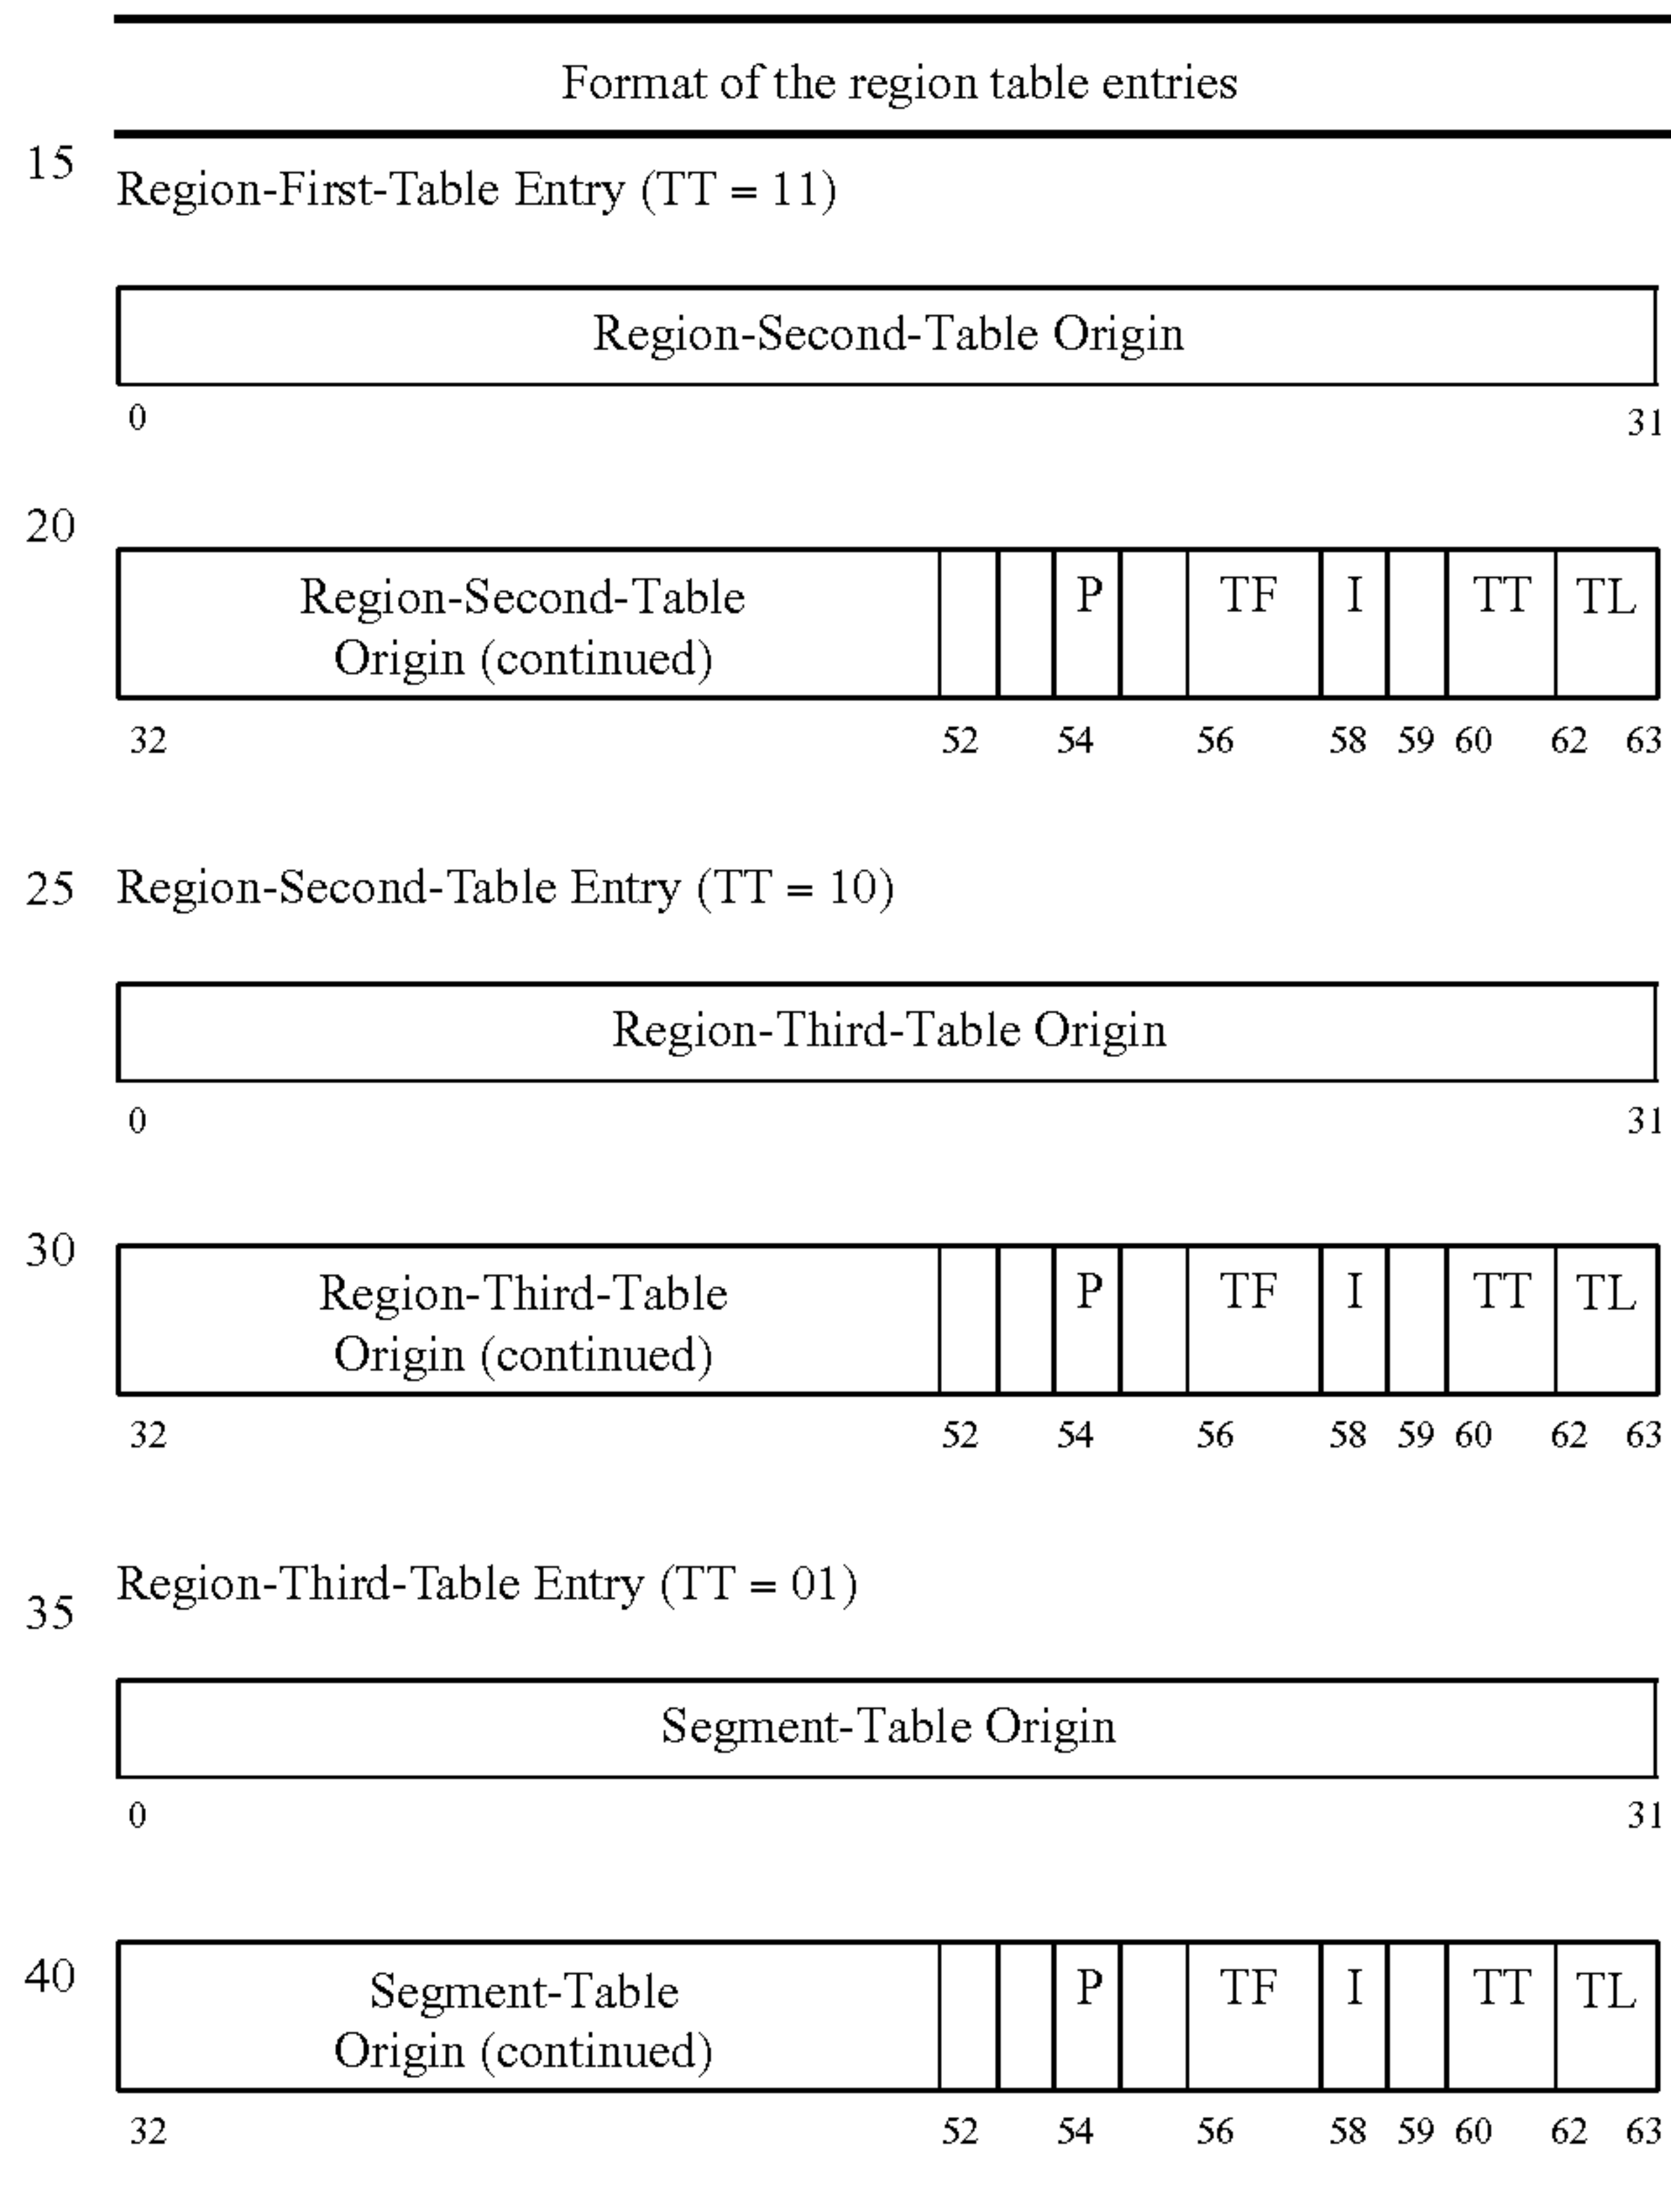 Format of the region table entries
15
Region-First-Table Entry (TT = 11)
Region-Second-Table Origin
0 31
20
Region-Second-Table P TF I TT TL
Origin (continued)
32 52 54 56 58 59 60 62 63
25 Region-Second-Table Entry (TT = 10)
Region-Third-Table Origin
0 31
30
Region-Third-Table P TF I TT TL
Origin (continued)
32 52 54 56 58 59 60 62 63
Region-Third-Table Entry (TT = 01)
35
Segment-Table Origin
0 31
40
Segment-Table P TF I TT TL
Origin (continued)
32 52 54 56 58 59 60 62 63